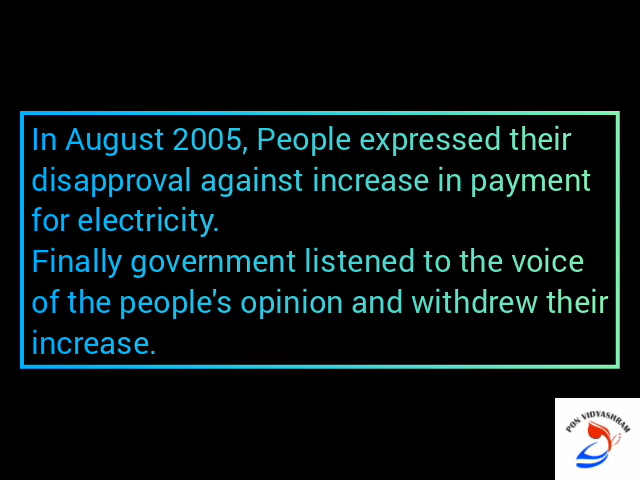 In August 2005, People expressed their
disapproval against increase in payment
for electricity.
Finally government listened to the voice
of the people's opinion and withdrew their
increase.
PON VIDYASHRAM